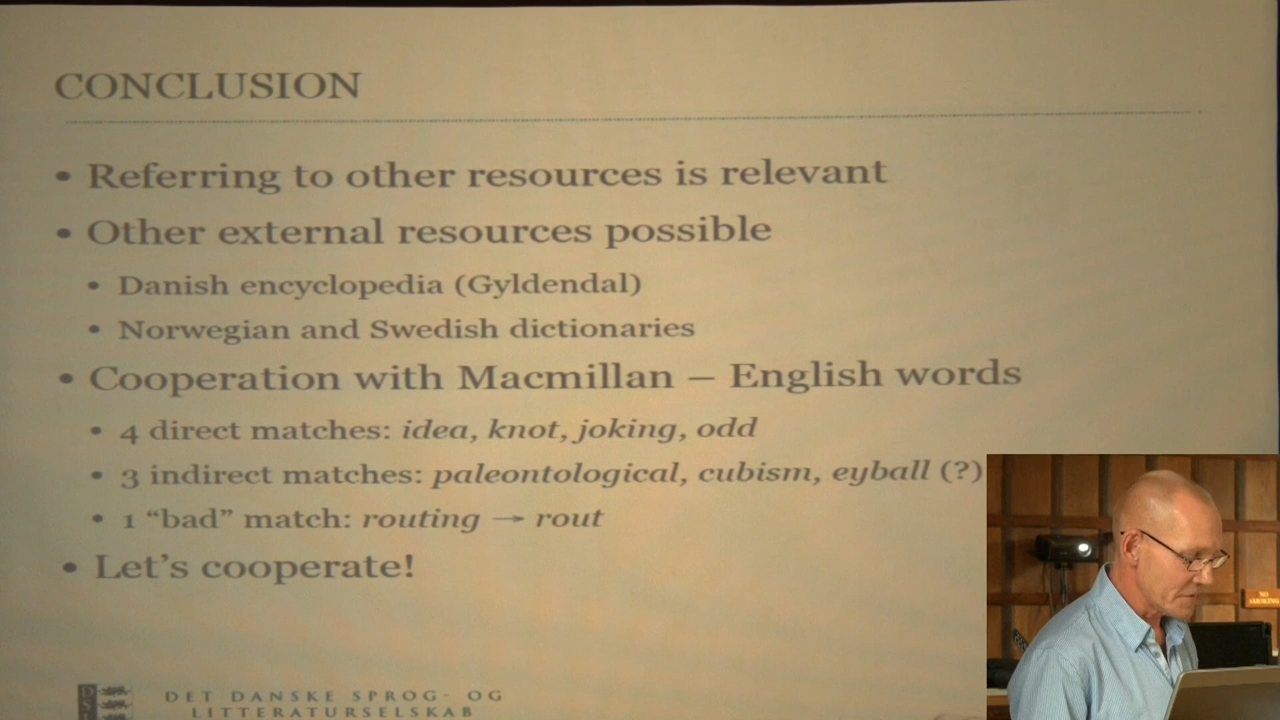 CONCLUSION
• Referring to other resources is relevant
• Other external resources possible
• Danish encyclopedia (Gyldendal)
• Norwegian and Swedish dictionaries
• Cooperation with Macmillan – English words
• 4 direct matches: idea, knot, joking, odd
• 3 indirect matches: paleontological, cubism, eyball (?)
• 1 “bad” match: routing → rout
• Let’s cooperate!
DET DANSKE SPROG- OG
LITTERATURSELSKAB
NO
SMOKING